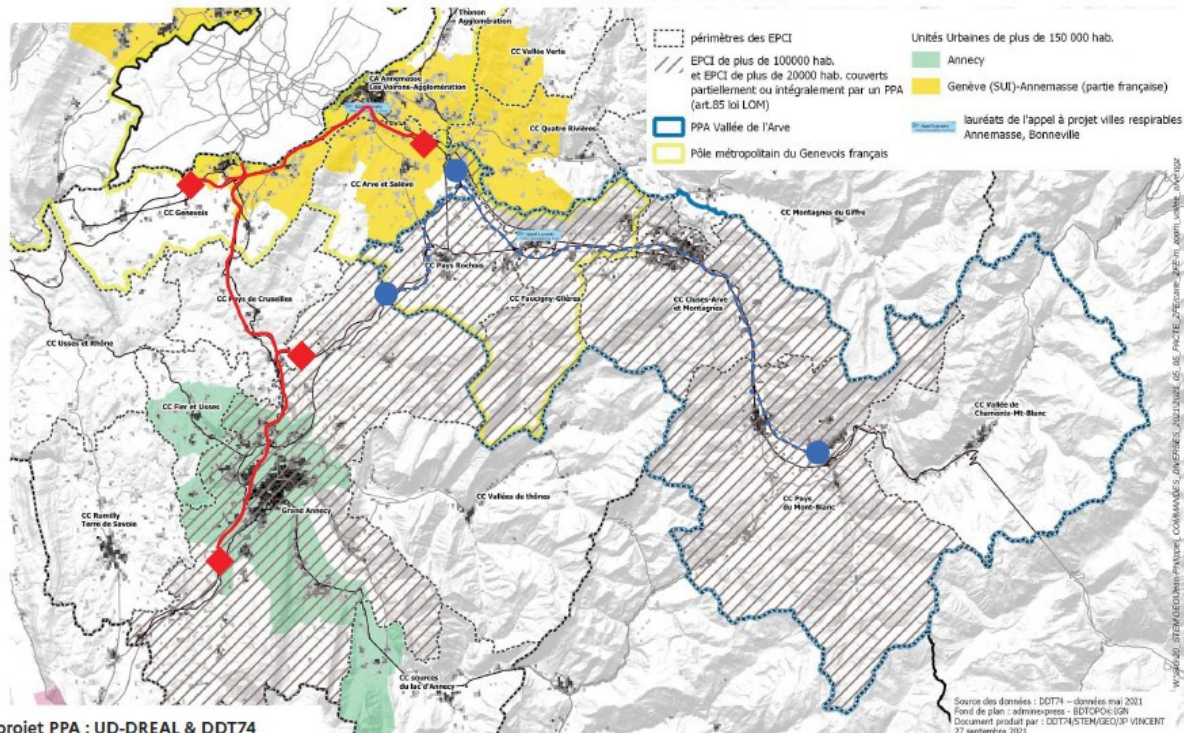 périmètres des EPCI
EPCI de plus de 100000 hab.
et EPCI de plus de 20000 hab. couverts
partiellement ou intégralement par un PPA
(art.85 loi LOM)
PPA Vallée de l'Arve
Pôle métropolitain du Genevois français
Unités Urbaines de plus de 150 000 hab.
Annecy
Genève (SUI)-Annemasse (partie française)
lauréats de l'appel à projet villes respirables
Annemasse, Bonneville
Thonon
Agglomération
CC Vallée Verte
CA Annemasse
Les Voirons-Agglomération
CC Quatre Rivières
CC Arve et Salève
CC Genevois
CC Montagnes du Giffre
CC Pays Rochois
CC Faucigny-Glières
CC Cluses-Arve
et Montagnes
CC Pays de Cruseilles
CC Usses et Rhône
CC Fier et Usses
CC Vallée de
Chamonix-Mt-Blanc
CC Vallées de thônes
CC Pays
du Mont-Blanc
CC Rumilly
Terre de Savoie
Grand Annecy
CC sources
du lac d'Annecy
Source des données : DDT74 – données mai 2021
Fond de plan : adminexpress - BDTOPO© IGN
Document produit par : DDT74/STEM/GEO/JP VINCENT
27 septembre 2021
projet PPA : UD-DREAL & DDT74